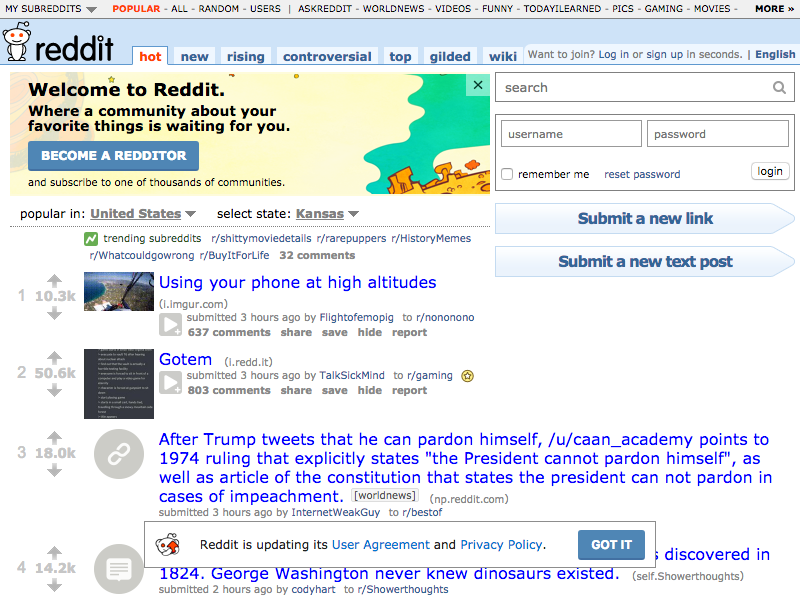 MY SUBREDDITS POPULAR - ALL - RANDOM - USERS | ASKREDDIT - WORLDNEWS - VIDEOS - FUNNY - TODAYILEARNED - PICS - GAMING - MOVIES - MORE »
reddit hot new rising controversial top gilded wiki Want to join? Log in or sign up in seconds. | English
Welcome to Reddit.
Where a community about your
favorite things is waiting for you.
BECOME A REDDITOR
and subscribe to one of thousands of communities.
search
username password
remember me reset password login
Submit a new link
Submit a new text post
popular in: United States select state: Kansas
trending subreddits r/shittymoviedetails r/rarepuppers r/HistoryMemes
r/Whatcouldgowrong r/BuyItForLife 32 comments
1 10.3k Using your phone at high altitudes
(i.imgur.com)
submitted 3 hours ago by Flightofemopig to r/nononono
637 comments share save hide report
2 50.6k Gotem (i.redd.it)
submitted 3 hours ago by TalkSickMind to r/gaming
803 comments share save hide report
3 18.0k After Trump tweets that he can pardon himself, /u/caan_academy points to
1974 ruling that explicitly states "the President cannot pardon himself", as
well as article of the constitution that states the president can not pardon in
cases of impeachment. [worldnews] (np.reddit.com)
submitted 3 hours ago by InternetWeakGuy to r/bestof
Reddit is updating its User Agreement and Privacy Policy. GOT IT
4 14.2k discovered in
1824. George Washington never knew dinosaurs existed. (self.Showerthoughts)
submitted 2 hours ago by codyhart to r/Showerthoughts